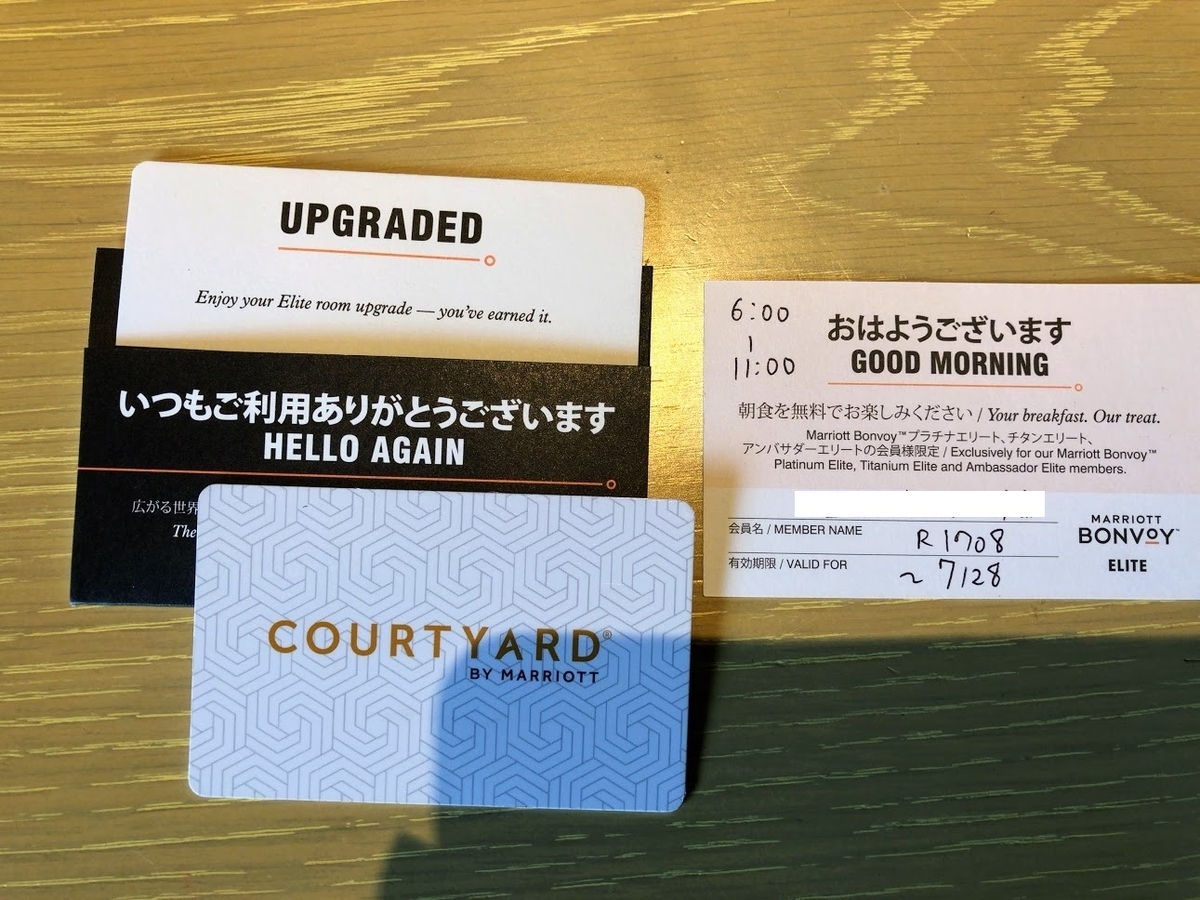 UPGRADED
Enjoy your Elite room upgrade — you've earned it.
いつもご利用ありがとうございます
HELLO AGAIN
広がる世界
The
COURTYARD®
BY MARRIOTT
6:00
~
11:00
おはようございます
GOOD MORNING
朝食を無料でお楽しみください / Your breakfast. Our treat.
Marriott Bonvoy™プラチナエリート、チタンエリート、
アンバサダーエリートの会員様限定 / Exclusively for our Marriott Bonvoy™
Platinum Elite, Titanium Elite and Ambassador Elite members.
会員名 / MEMBER NAME
R1708
有効期限 / VALID FOR
~ 7/28
MARRIOTT
BONVOY™
ELITE